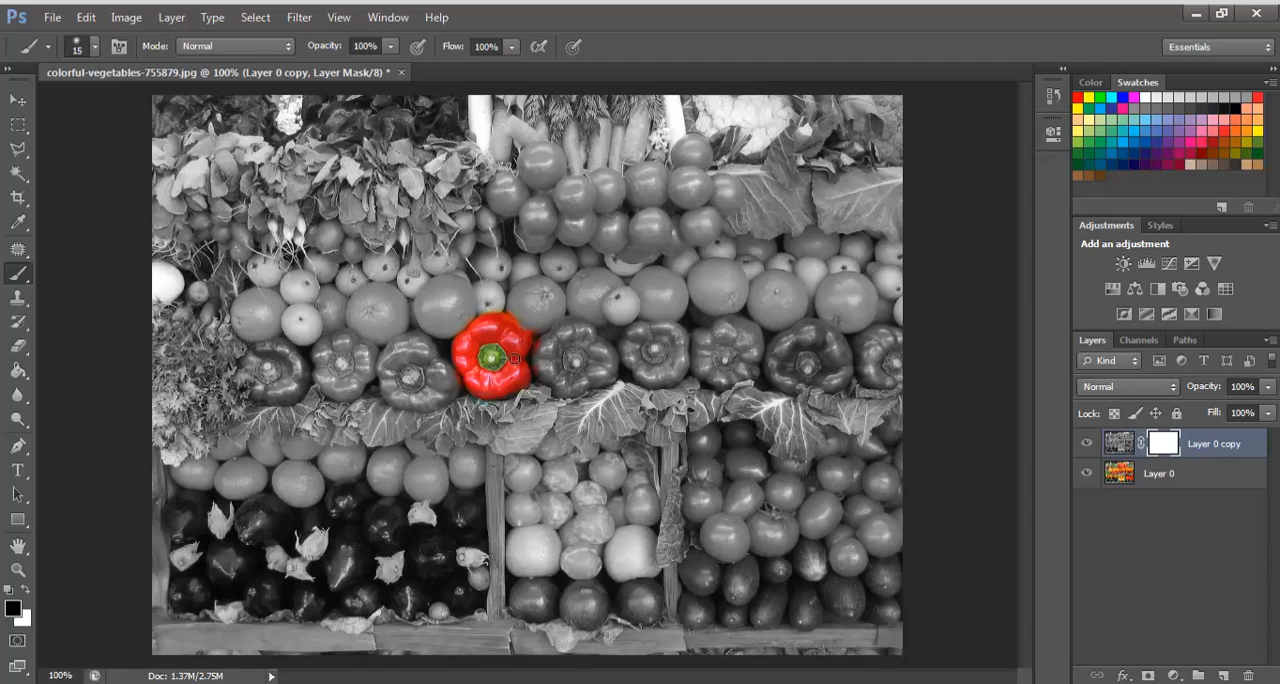 Ps File Edit Image Layer Type Select Filter View Window Help
15 Mode: Normal Opacity: 100% Flow: 100% Essentials
colorful-vegetables-755879.jpg @ 100% (Layer 0 copy, Layer Mask/8) * ×
Color Swatches
Adjustments Styles
Add an adjustment
Layers Channels Paths
Kind
Normal Opacity: 100%
Lock: Fill: 100%
Layer 0 copy
Layer 0
fx
100% Doc: 1.37M/2.75M